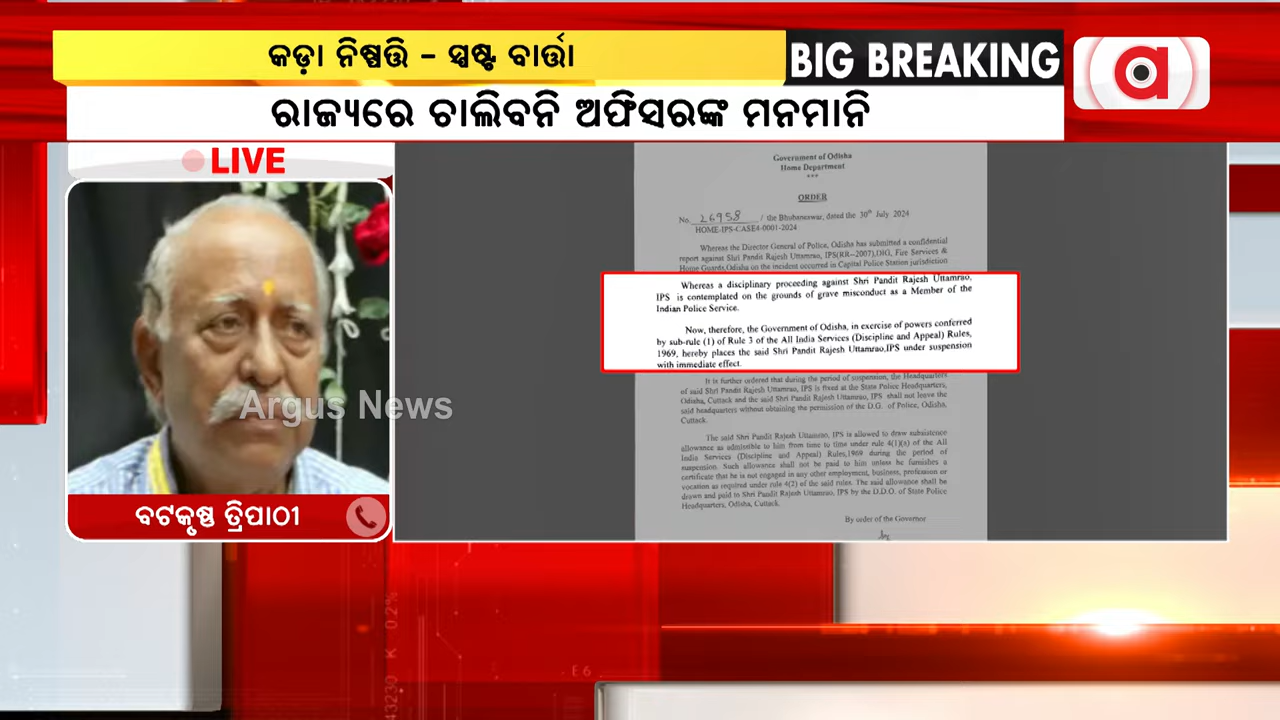 କଡ଼ା ନିଷ୍ପତ୍ତି – ସ୍ପଷ୍ଟ ବାର୍ତ୍ତା
BIG BREAKING
a
ରାଜ୍ୟରେ ଚାଲିବନି ଅଫିସରଙ୍କ ମନମାନି
LIVE
Argus News
ବଟକୃଷ୍ଣ ତ୍ରିପାଠୀ
Government of Odisha
Home Department
***
ORDER
No. 26958 / the Bhubaneswar, dated the 30th July 2024
HOME-IPS-CASE4-0001-2024
Whereas the Director General of Police, Odisha has submitted a confidential
report against Shri Pandit Rajesh Uttamrao, IPS(RR-2007),DIG, Fire Services &
Home Guards,Odisha on the incident occurred in Capital Police Station jurisdiction
Whereas a disciplinary proceeding against Shri Pandit Rajesh Uttamrao,
IPS is contemplated on the grounds of grave misconduct as a Member of the
Indian Police Service.
Now, therefore, the Government of Odisha, in exercise of powers conferred
by sub-rule (1) of Rule 3 of the All India Services (Discipline and Appeal) Rules,
1969, hereby places the said Shri Pandit Rajesh Uttamrao,IPS under suspension
with immediate effect.
It is further ordered that during the period of suspension, the Headquarters
of said Shri Pandit Rajesh Uttamrao, IPS is fixed at the State Police Headquarters,
Odisha, Cuttack and the said Shri Pandit Rajesh Uttamrao, IPS shall not leave the
said headquarters without obtaining the permission of the D.G. of Police, Odisha,
Cuttack.
The said Shri Pandit Rajesh Uttamrao, IPS is allowed to draw subsistence
allowance as admissible to him from time to time under rule 4(1)(a) of the All
India Services (Discipline and Appeal) Rules,1969 during the period of
suspension. Such allowance shall not be paid to him unless he furnishes a
certificate that he is not engaged in any other employment, business, profession or
vocation as required under rule 4(2) of the said rules. The said allowance shall be
drawn and paid to Shri Pandit Rajesh Uttamrao, IPS by the D.D.O. of State Police
Headquarters, Odisha, Cuttack.
By order of the Governor
43230 K 0.2%
E 6